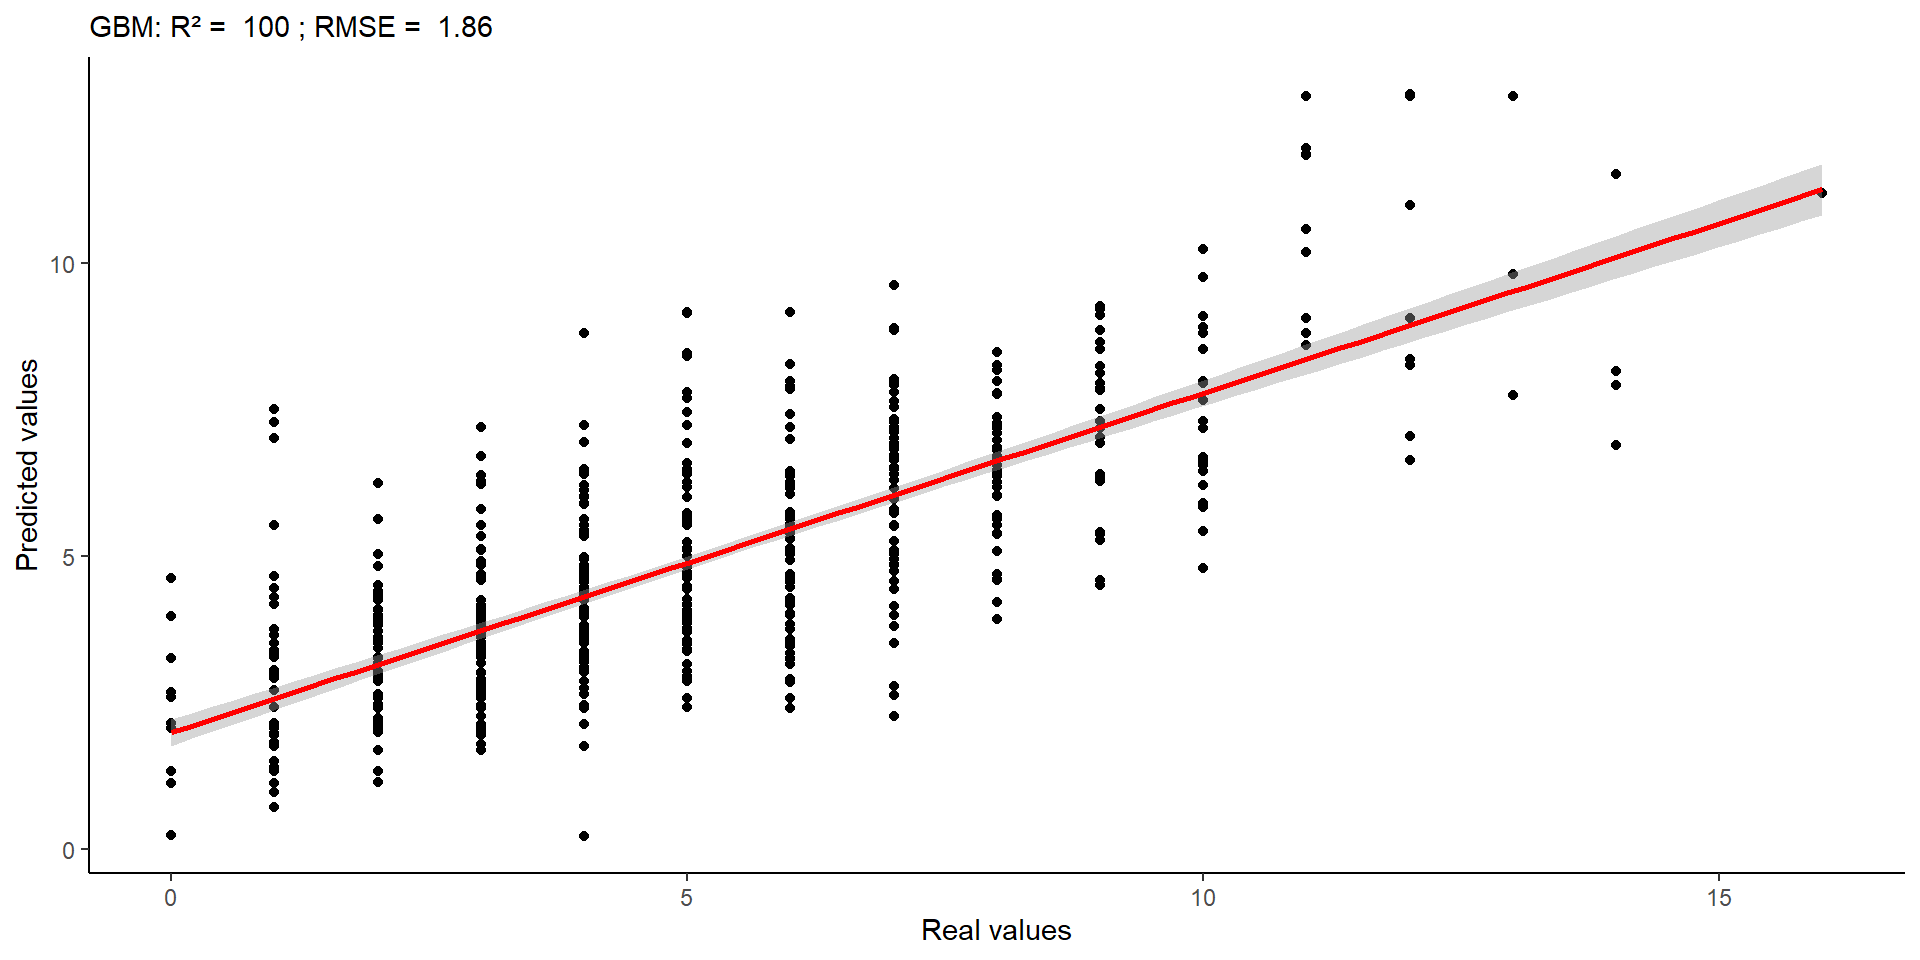 GBM: R² =  100 ; RMSE =  1.86
Predicted values
10
5
0
0
5
10
15
Real values